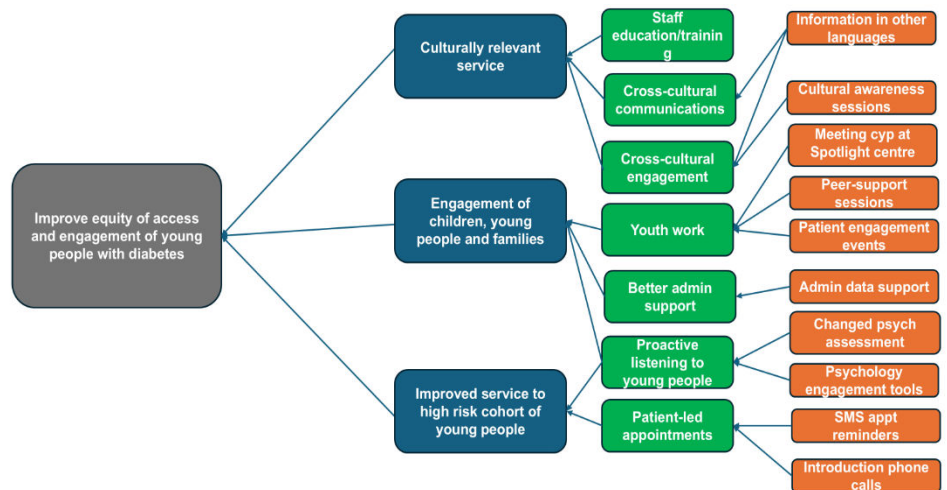 Improve equity of access
and engagement of young
people with diabetes
Culturally relevant
service
Engagement of
children, young
people and families
Improved service to
high risk cohort of
young people
Staff
education/trainin
g
Cross-cultural
communications
Cross-cultural
engagement
Youth work
Better admin
support
Proactive
listening to
young people
Patient-led
appointments
Information in other
languages
Cultural awareness
sessions
Meeting cyp at
Spotlight centre
Peer-support
sessions
Patient engagement
events
Admin data support
Changed psych
assessment
Psychology
engagement tools
SMS appt
reminders
Introduction phone
calls